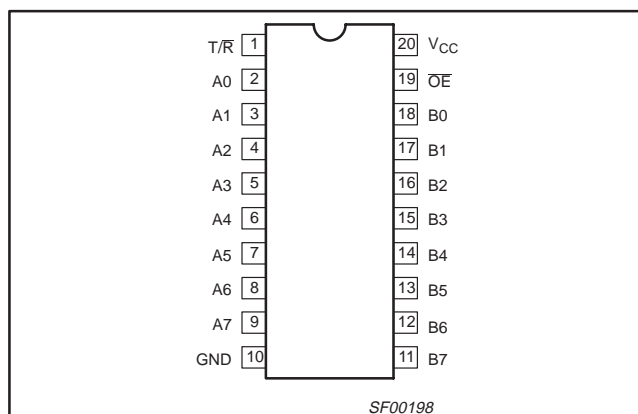 T/R̅ 1 20 VCC
A0 2 19 O̅E̅
A1 3 18 B0
A2 4 17 B1
A3 5 16 B2
A4 6 15 B3
A5 7 14 B4
A6 8 13 B5
A7 9 12 B6
GND 10 11 B7
SF00198